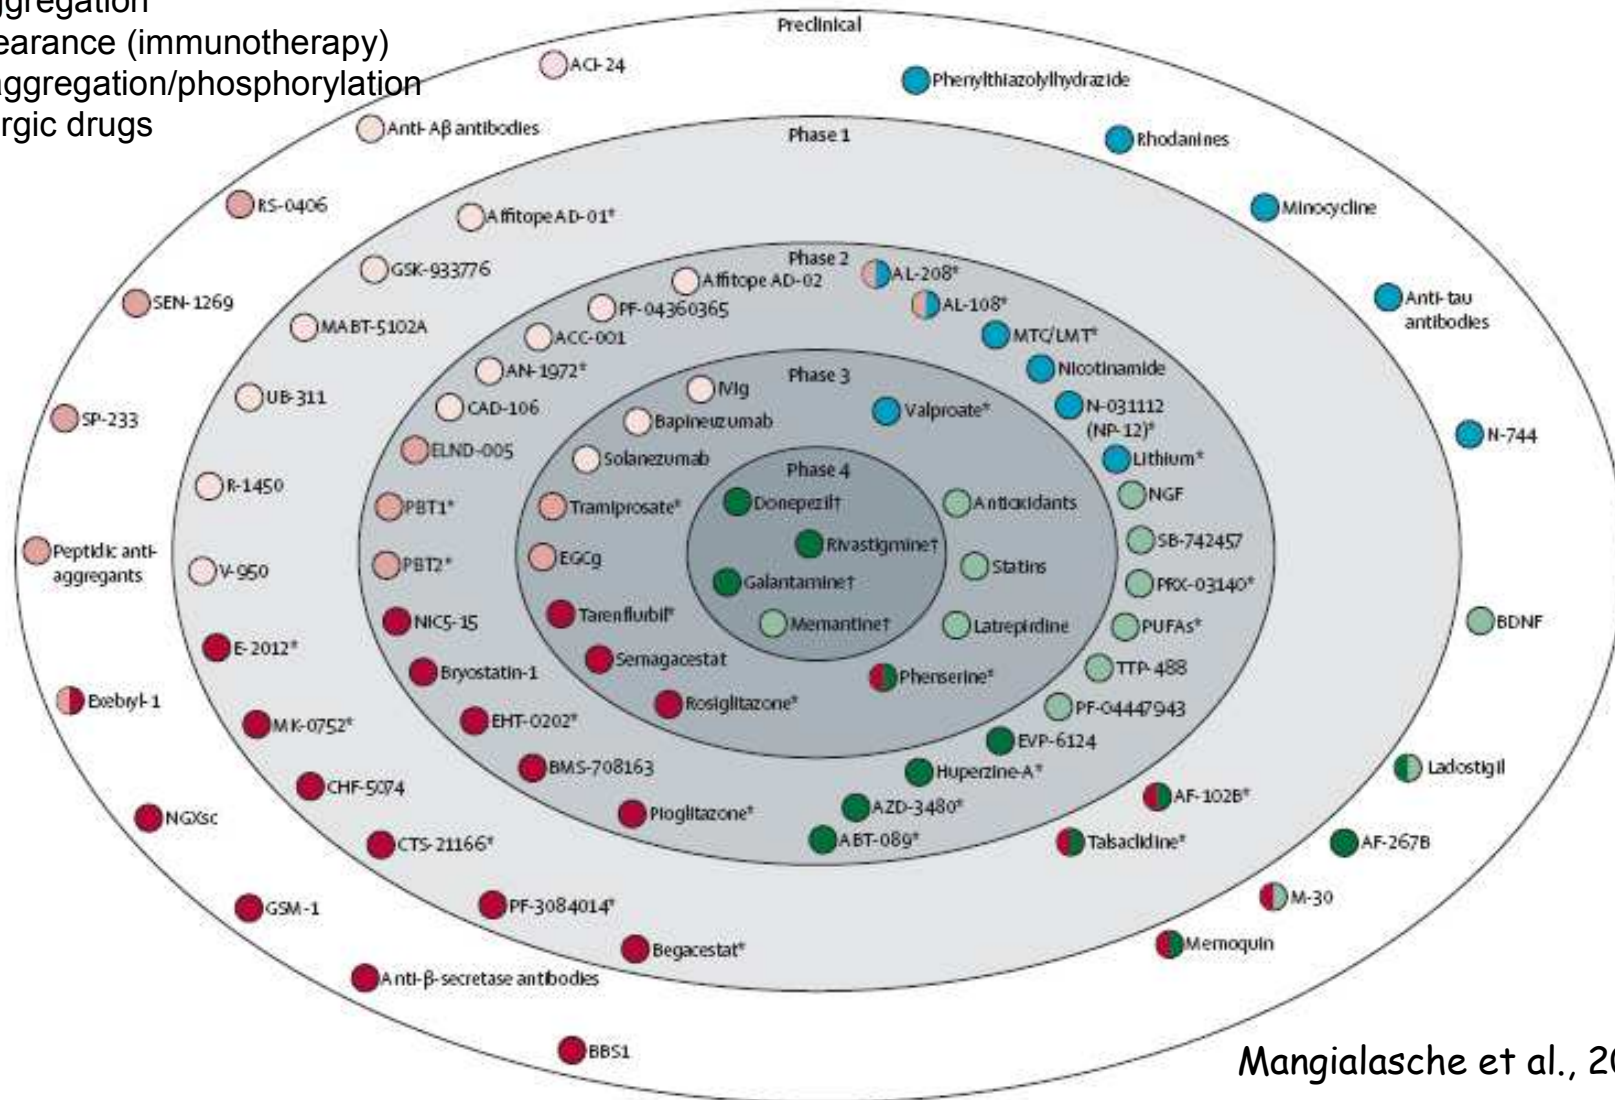 ggregation
earance (immunotherapy)
aggregation/phosphorylation
ergic drugs
Preclinical
ACI-24
Phenylthiazolylhydrazide
Anti-Aβ antibodies
Rhodanines
RS-0406
Minocycline
SEN-1269
Anti-tau
antibodies
SP-233
N-744
Peptidic anti-
aggregants
BDNF
Exebryl-1
Ladostigil
NGXsc
AF-267B
GSM-1
M-30
Memoquin
Anti-β-secretase antibodies
BBS1
Phase 1
Affitope AD-01*
GSK-933776
MABT-5102A
UB-311
R-1450
V-950
E-2012*
MK-0752*
CHF-5074
CTS-21166*
PF-3084014*
Begacestat*
AF-102B*
Talsaclidine*
Phase 2
Affitope AD-02
AL-208*
PF-04360365
AL-108*
ACC-001
MTC/LMT*
AN-1972*
Nicotinamide
CAD-106
N-031112
(NP-12)*
ELND-005
Lithium*
PBT1*
NGF
PBT2*
SB-742457
NIC5-15
PRX-03140*
Bryostatin-1
PUFAs*
EHT-0202*
TTP-488
BMS-708163
PF-04447943
Pioglitazone*
EVP-6124
Huperzine-A*
AZD-3480*
ABT-089*
Phase 3
IVIg
Valproate*
Bapineuzumab
Solanezumab
Tramiprosate*
Antioxidants
EGCg
Statins
Tarenflurbil*
Latrepirdine
Semagacestat
Phenserine*
Rosiglitazone*
Phase 4
Donepezil†
Rivastigmine†
Galantamine†
Memantine†
Mangialasche et al., 20